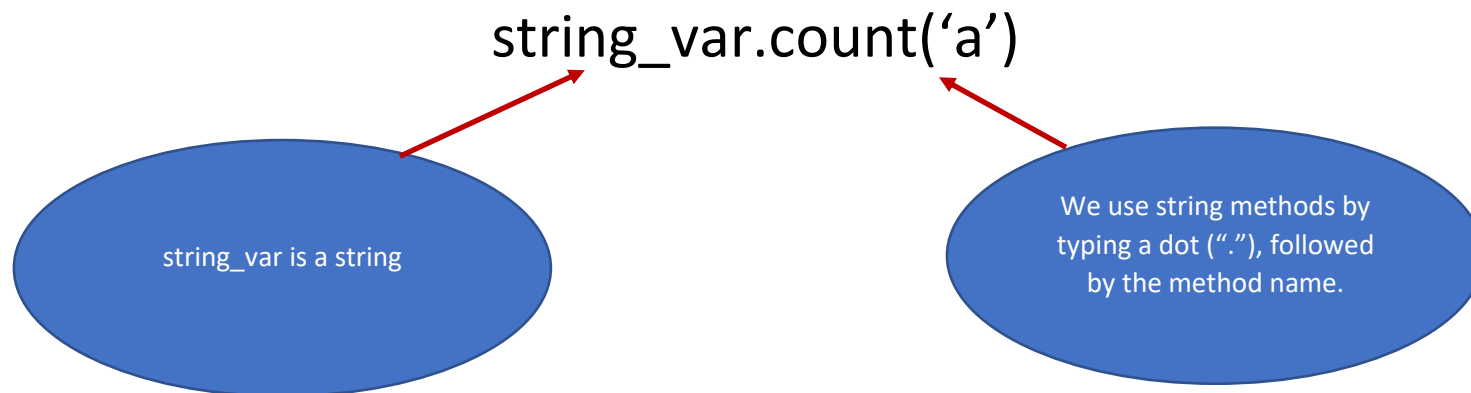 string_var.count(‘a’)
string_var is a string
We use string methods by
typing a dot (“.”), followed
by the method name.